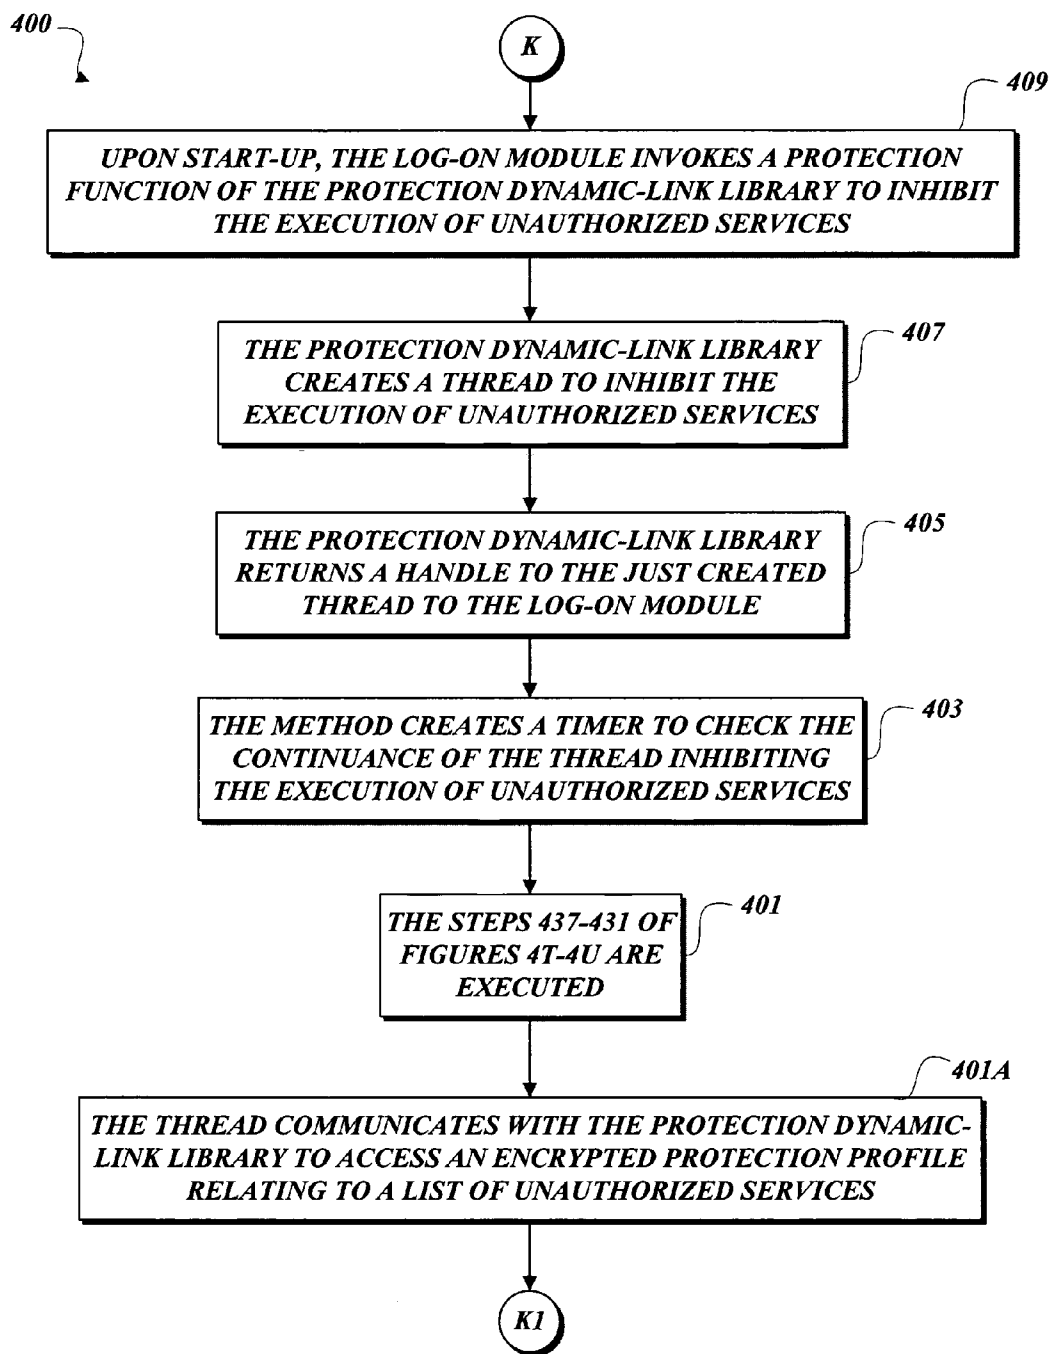 400
K
409
UPON START-UP, THE LOG-ON MODULE INVOKES A PROTECTION
FUNCTION OF THE PROTECTION DYNAMIC-LINK LIBRARY TO INHIBIT
THE EXECUTION OF UNAUTHORIZED SERVICES
407
THE PROTECTION DYNAMIC-LINK LIBRARY
CREATES A THREAD TO INHIBIT THE
EXECUTION OF UNAUTHORIZED SERVICES
405
THE PROTECTION DYNAMIC-LINK LIBRARY
RETURNS A HANDLE TO THE JUST CREATED
THREAD TO THE LOG-ON MODULE
403
THE METHOD CREATES A TIMER TO CHECK THE
CONTINUANCE OF THE THREAD INHIBITING
THE EXECUTION OF UNAUTHORIZED SERVICES
401
THE STEPS 437-431 OF
FIGURES 4T-4U ARE
EXECUTED
401A
THE THREAD COMMUNICATES WITH THE PROTECTION DYNAMIC-
LINK LIBRARY TO ACCESS AN ENCRYPTED PROTECTION PROFILE
RELATING TO A LIST OF UNAUTHORIZED SERVICES
K1